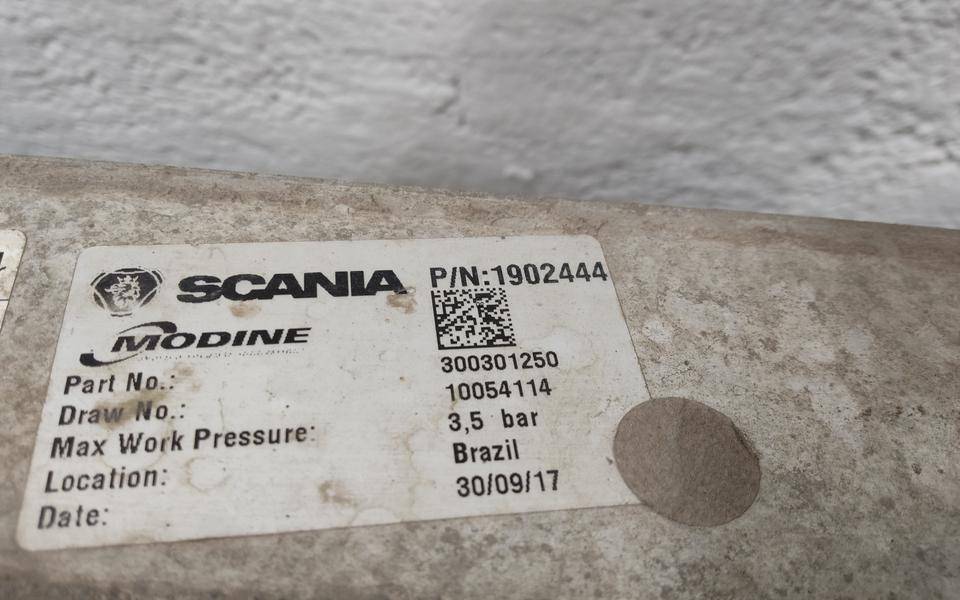 SCANIA P/N:1902444
MODINE
Part No.: 300301250
Draw No.: 10054114
Max Work Pressure: 3,5 bar
Location: Brazil
Date: 30/09/17